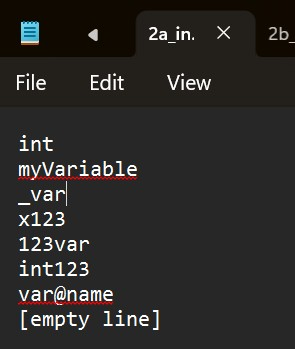 2a_in.
2b_
File Edit View
int
myVariable
_var
x123
123var
int123
var@name
[empty line]